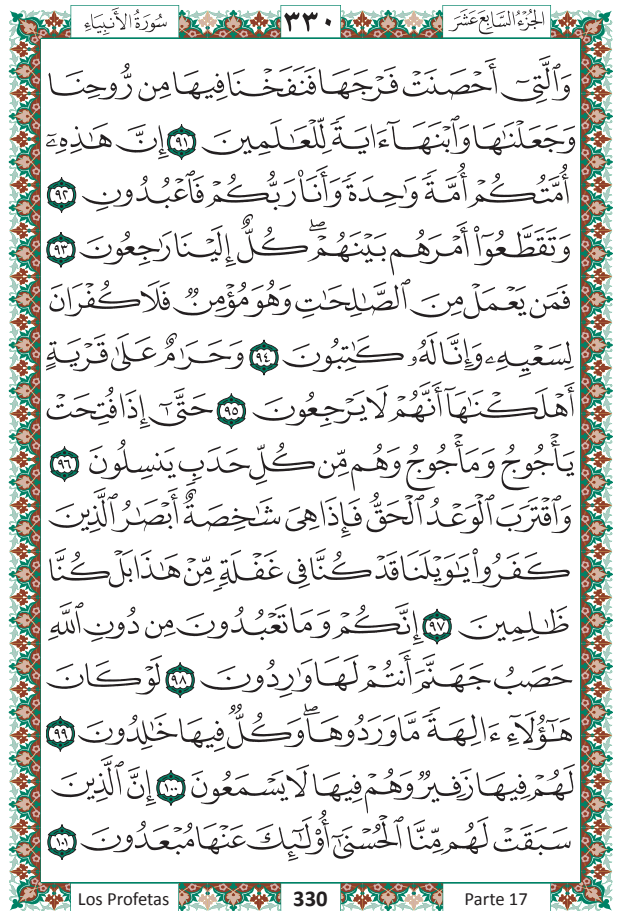 سُورَةُ الأَنبِيَاءِ ٣٣٠ الجُزْءُ السَّابِعَ عَشَرَ
وَٱلَّتِىٓ أَحْصَنَتْ فَرْجَهَا فَنَفَخْنَا فِيهَا مِن رُّوحِنَا
وَجَعَلْنَٰهَا وَٱبْنَهَآ ءَايَةً لِّلْعَٰلَمِينَ ٩١ إِنَّ هَٰذِهِۦٓ
أُمَّتُكُمْ أُمَّةً وَٰحِدَةً وَأَنَا۠ رَبُّكُمْ فَٱعْبُدُونِ ٩٢
وَتَقَطَّعُوٓا۟ أَمْرَهُم بَيْنَهُمْ ۖ كُلٌّ إِلَيْنَا رَٰجِعُونَ ٩٣
فَمَن يَعْمَلْ مِنَ ٱلصَّٰلِحَٰتِ وَهُوَ مُؤْمِنٌ فَلَا كُفْرَانَ
لِسَعْيِهِۦ وَإِنَّا لَهُۥ كَٰتِبُونَ ٩٤ وَحَرَٰمٌ عَلَىٰ قَرْيَةٍ
أَهْلَكْنَٰهَآ أَنَّهُمْ لَا يَرْجِعُونَ ٩٥ حَتَّىٰٓ إِذَا فُتِحَتْ
يَأْجُوجُ وَمَأْجُوجُ وَهُم مِّن كُلِّ حَدَبٍ يَنسِلُونَ ٩٦
وَٱقْتَرَبَ ٱلْوَعْدُ ٱلْحَقُّ فَإِذَا هِىَ شَٰخِصَةٌ أَبْصَٰرُ ٱلَّذِينَ
كَفَرُوا۟ يَٰوَيْلَنَا قَدْ كُنَّا فِى غَفْلَةٍ مِّنْ هَٰذَا بَلْ كُنَّا
ظَٰلِمِينَ ٩٧ إِنَّكُمْ وَمَا تَعْبُدُونَ مِن دُونِ ٱللَّهِ
حَصَبُ جَهَنَّمَ أَنتُمْ لَهَا وَٰرِدُونَ ٩٨ لَوْ كَانَ
هَٰٓؤُلَآءِ ءَالِهَةً مَّا وَرَدُوهَا ۖ وَكُلٌّ فِيهَا خَٰلِدُونَ ٩٩
لَهُمْ فِيهَا زَفِيرٌ وَهُمْ فِيهَا لَا يَسْمَعُونَ ١٠٠ إِنَّ ٱلَّذِينَ
سَبَقَتْ لَهُم مِّنَّا ٱلْحُسْنَىٰٓ أُو۟لَٰٓئِكَ عَنْهَا مُبْعَدُونَ ١٠١
Los Profetas 330 Parte 17